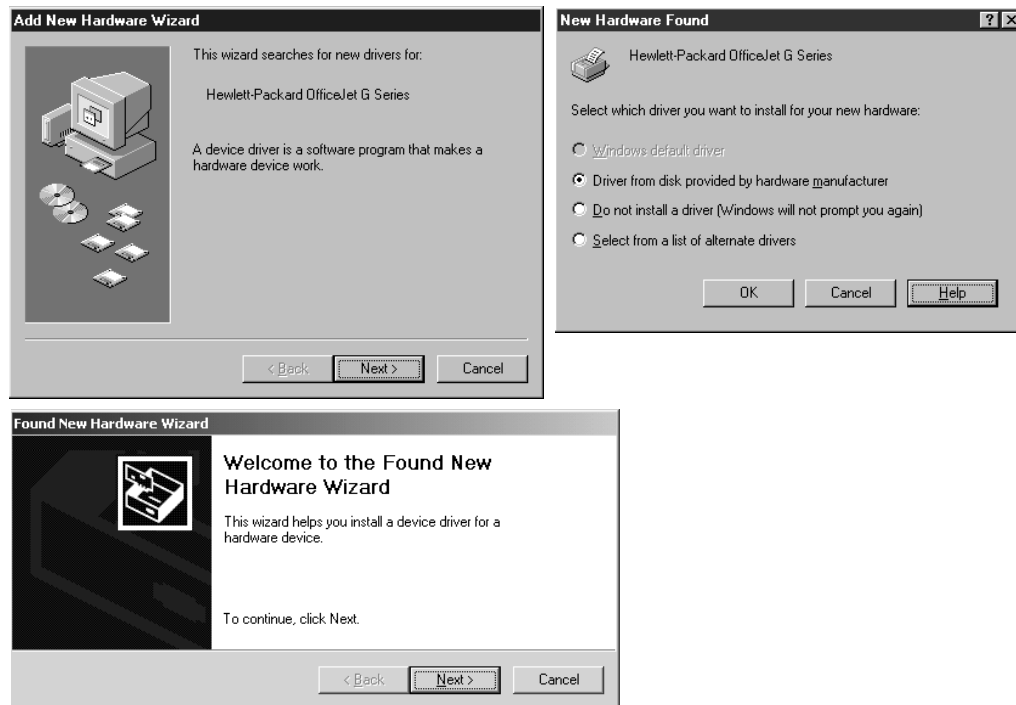 Add New Hardware Wizard
This wizard searches for new drivers for:
Hewlett-Packard OfficeJet G Series
A device driver is a software program that makes a
hardware device work.
< Back
Next >
Cancel
New Hardware Found
?
X
Hewlett-Packard OfficeJet G Series
Select which driver you want to install for your new hardware:
Windows default driver
Driver from disk provided by hardware manufacturer
Do not install a driver (Windows will not prompt you again)
Select from a list of alternate drivers
OK
Cancel
Help
Found New Hardware Wizard
Welcome to the Found New
Hardware Wizard
This wizard helps you install a device driver for a
hardware device.
To continue, click Next.
< Back
Next >
Cancel